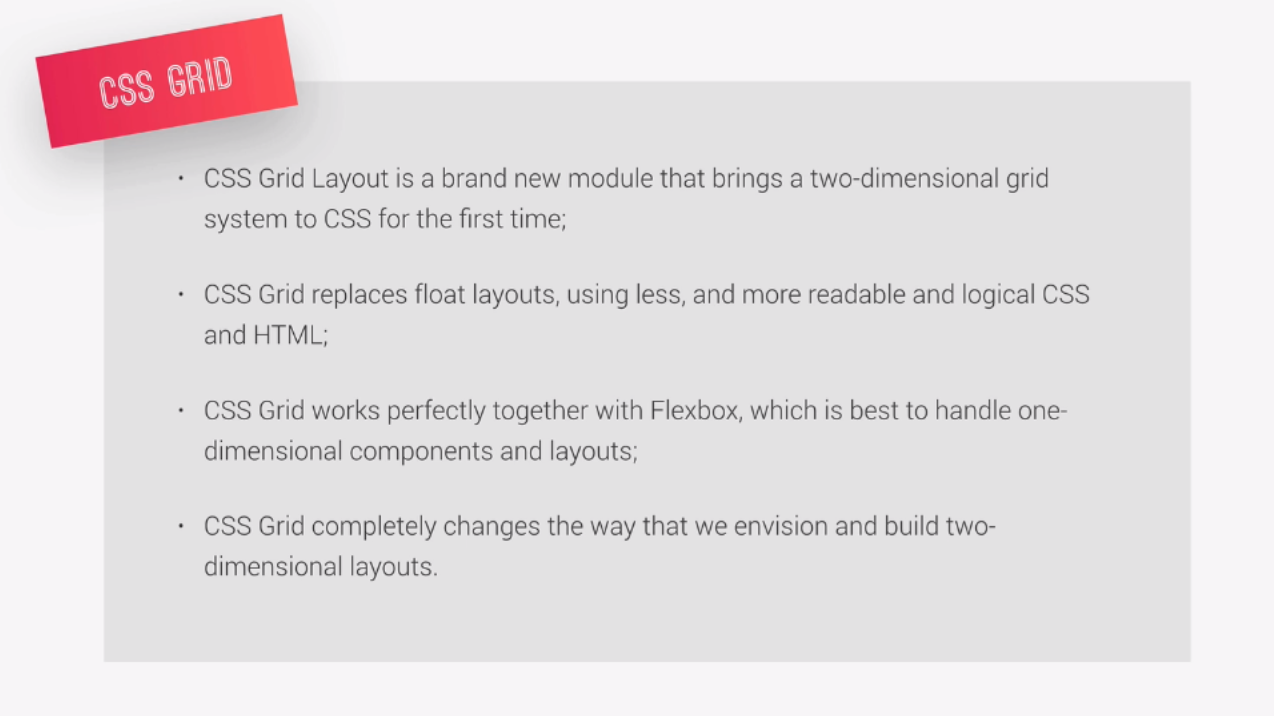 CSS GRID
• CSS Grid Layout is a brand new module that brings a two-dimensional grid
system to CSS for the first time;
• CSS Grid replaces float layouts, using less, and more readable and logical CSS
and HTML;
• CSS Grid works perfectly together with Flexbox, which is best to handle one-
dimensional components and layouts;
• CSS Grid completely changes the way that we envision and build two-
dimensional layouts.